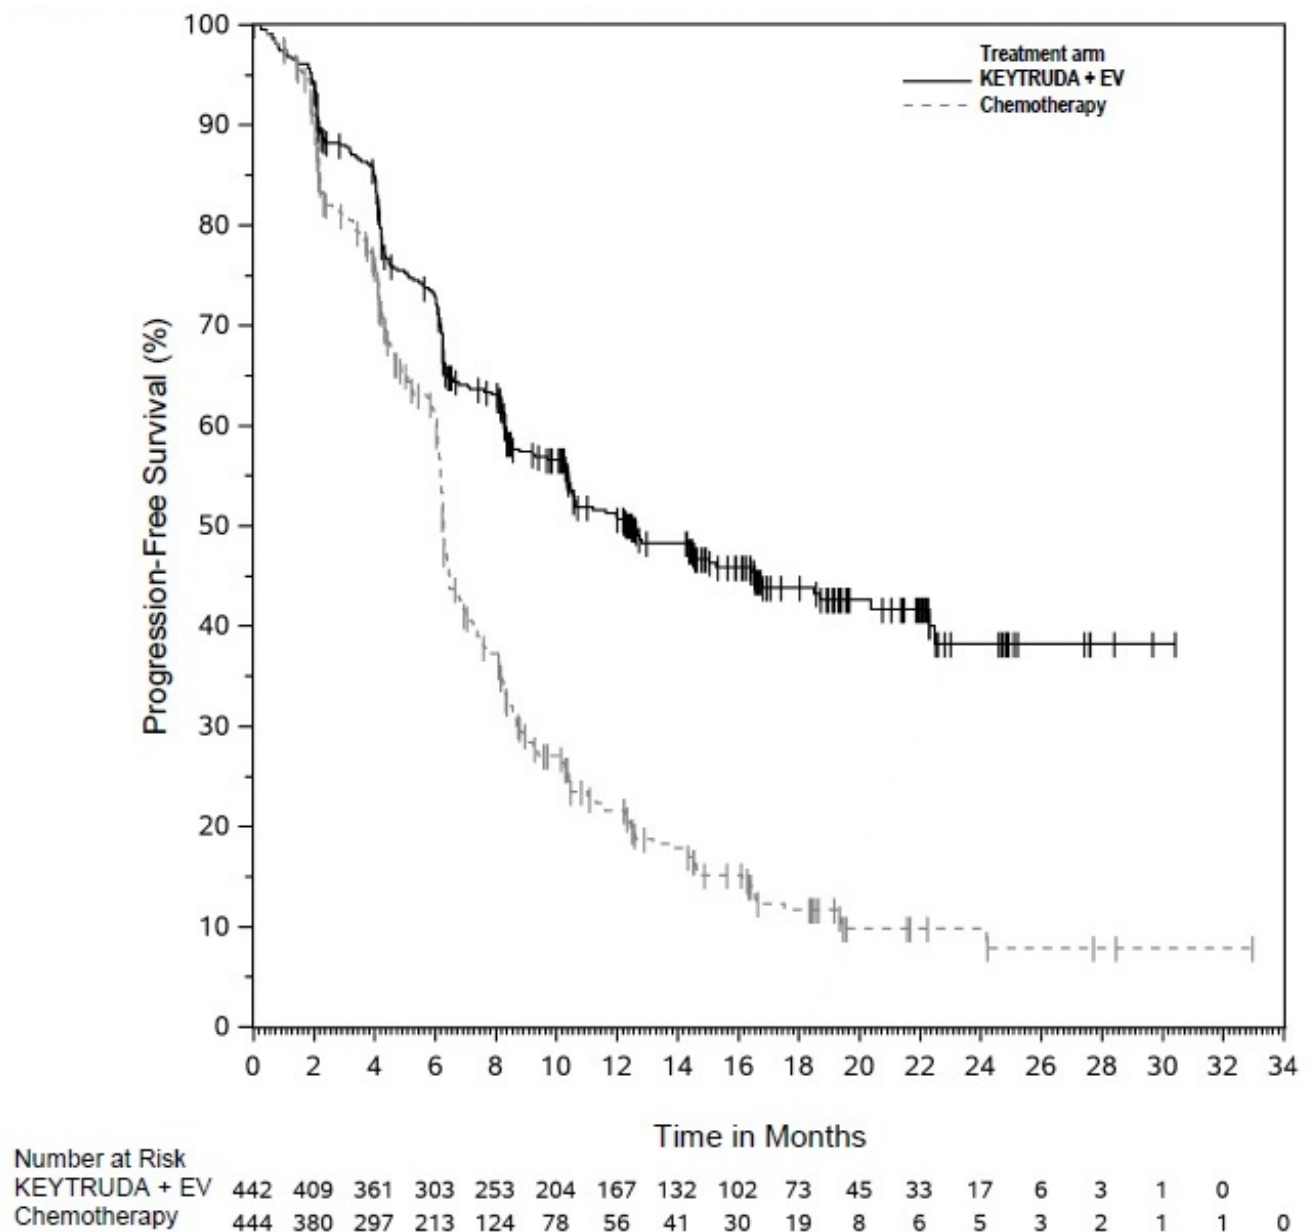 100
90
80
70
60
50
40
30
20
10
0
Progression-Free Survival (%)
Treatment arm
KEYTRUDA + EV
Chemotherapy
0 2 4 6 8 10 12 14 16 18 20 22 24 26 28 30 32 34
Time in Months
Number at Risk
KEYTRUDA + EV 442 409 361 303 253 204 167 132 102 73 45 33 17 6 3 1 0
Chemotherapy 444 380 297 213 124 78 56 41 30 19 8 6 5 3 2 1 1 0